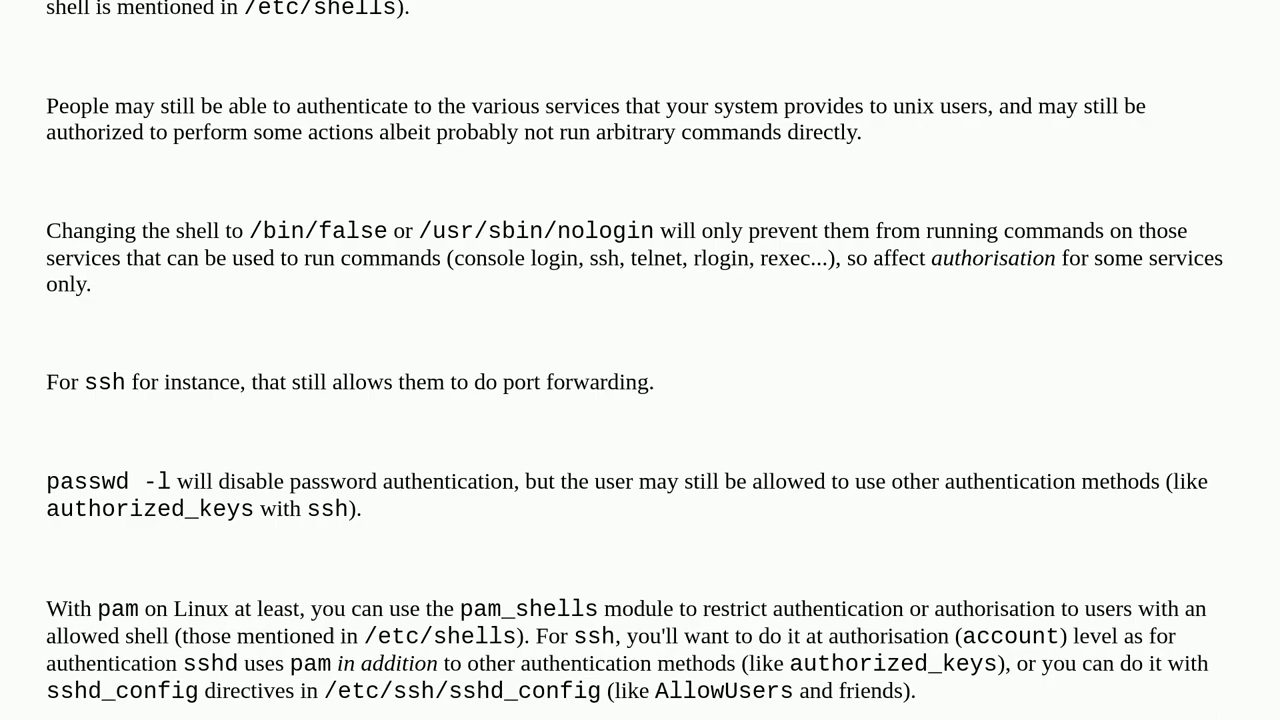 shell is mentioned in /etc/shells).
People may still be able to authenticate to the various services that your system provides to unix users, and may still be
authorized to perform some actions albeit probably not run arbitrary commands directly.
Changing the shell to /bin/false or /usr/sbin/nologin will only prevent them from running commands on those
services that can be used to run commands (console login, ssh, telnet, rlogin, rexec...), so affect authorisation for some services
only.
For ssh for instance, that still allows them to do port forwarding.
passwd -l will disable password authentication, but the user may still be allowed to use other authentication methods (like
authorized_keys with ssh).
With pam on Linux at least, you can use the pam_shells module to restrict authentication or authorisation to users with an
allowed shell (those mentioned in /etc/shells). For ssh, you'll want to do it at authorisation (account) level as for
authentication sshd uses pam in addition to other authentication methods (like authorized_keys), or you can do it with
sshd_config directives in /etc/ssh/sshd_config (like AllowUsers and friends).